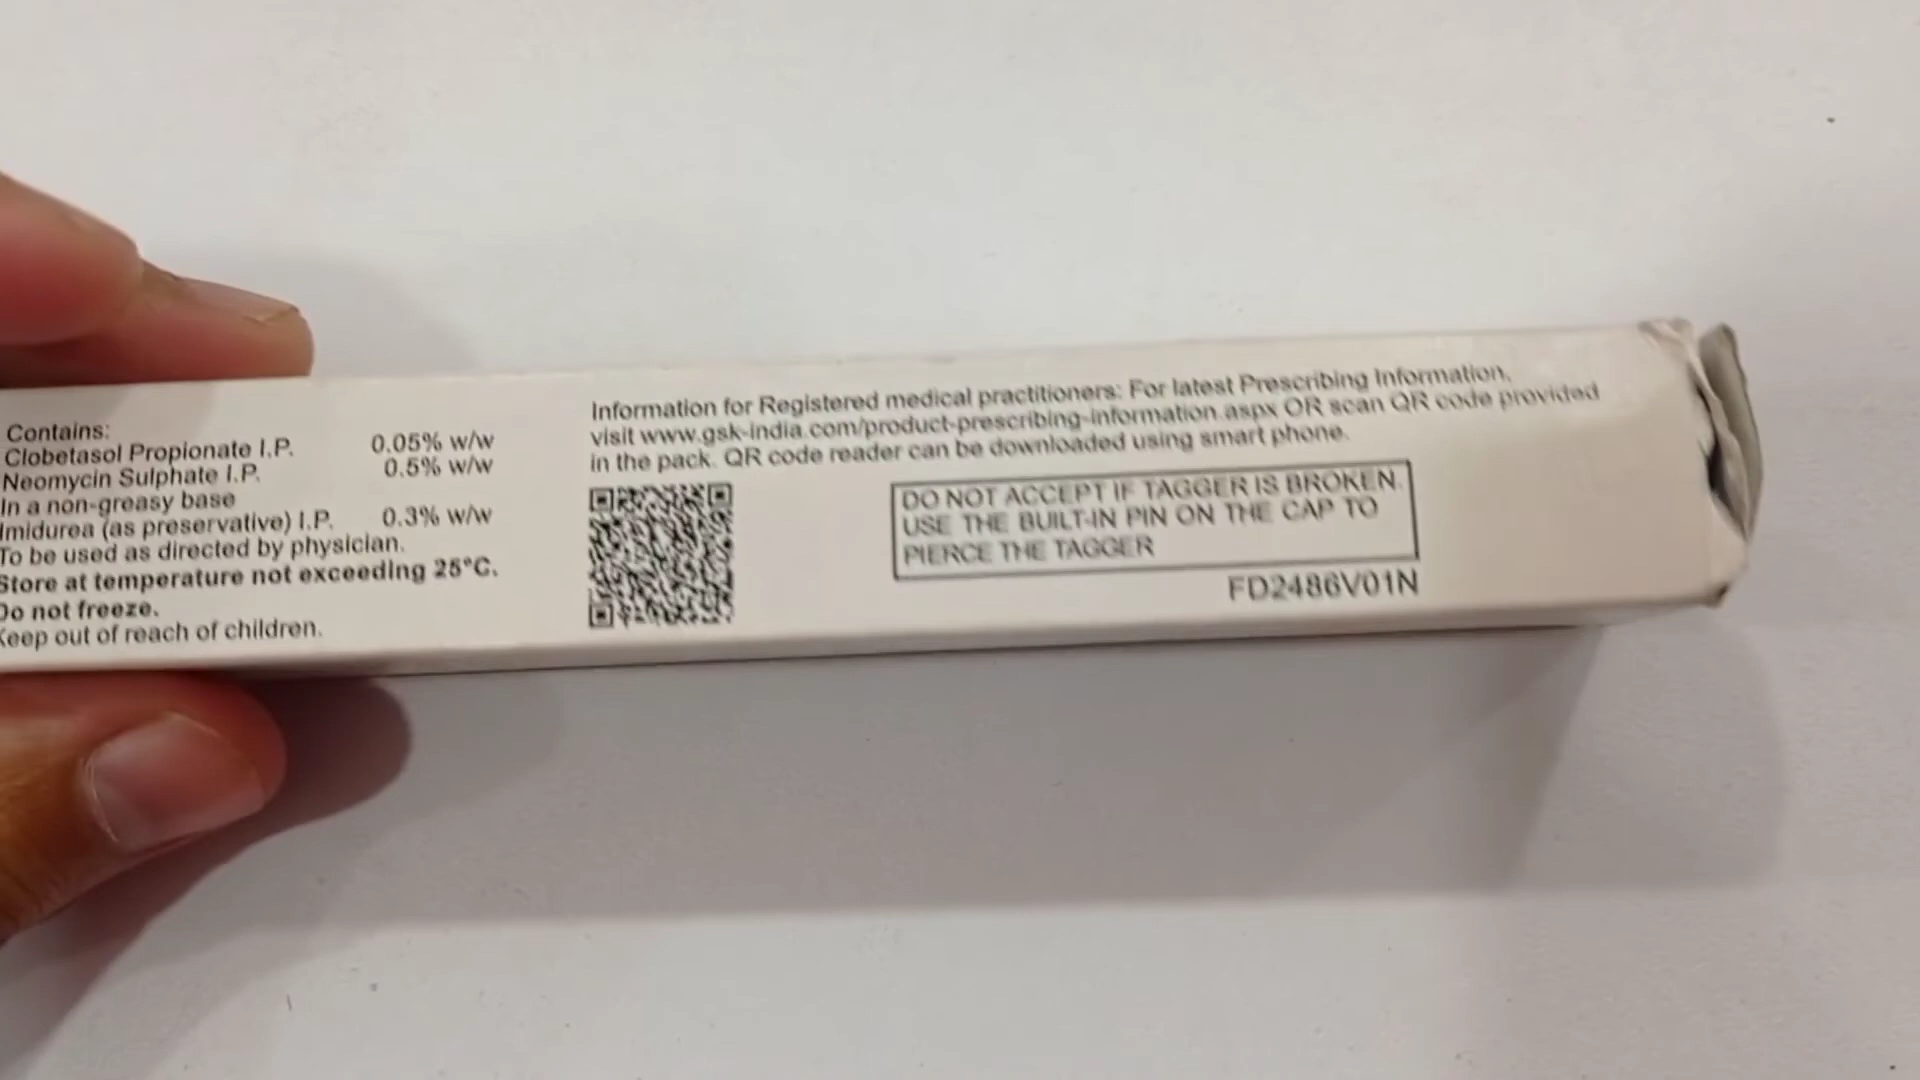 Contains:
Clobetasol Propionate I.P. 0.05% w/w
Neomycin Sulphate I.P. 0.5% w/w
In a non-greasy base
Imidurea (as preservative) I.P. 0.3% w/w
To be used as directed by physician.
Store at temperature not exceeding 25°C.
Do not freeze.
Keep out of reach of children.
Information for Registered medical practitioners: For latest Prescribing Information,
visit www.gsk-india.com/product-prescribing-information.aspx OR scan QR code provided
in the pack. QR code reader can be downloaded using smart phone.
DO NOT ACCEPT IF TAGGER IS BROKEN.
USE THE BUILT-IN PIN ON THE CAP TO
PIERCE THE TAGGER
FD2486V01N